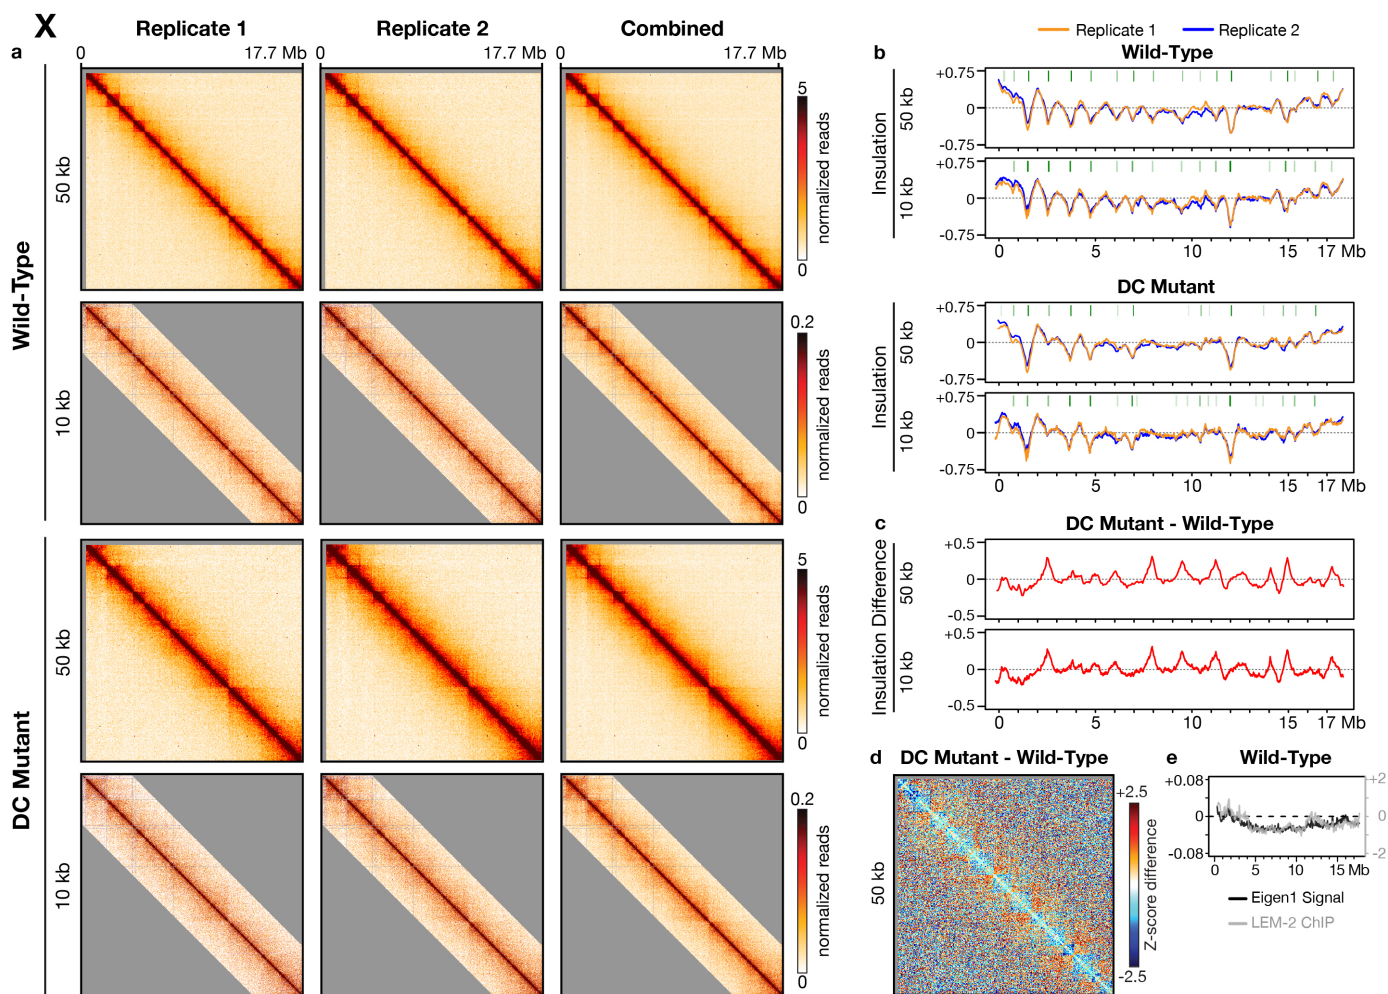 X
Replicate 1
Replicate 2
Combined
a
0
17.7 Mb
0
17.7 Mb
0
17.7 Mb
Wild-Type
50 kb
5
normalized reads
0
10 kb
0.2
normalized reads
0
DC Mutant
50 kb
5
normalized reads
0
10 kb
0.2
normalized reads
0
Replicate 1
Replicate 2
b
Wild-Type
Insulation
50 kb
+0.75
0
-0.75
10 kb
+0.75
0
-0.75
0
5
10
15
17 Mb
DC Mutant
Insulation
50 kb
+0.75
0
-0.75
10 kb
+0.75
0
-0.75
0
5
10
15
17 Mb
c
DC Mutant - Wild-Type
Insulation Difference
50 kb
+0.5
0
-0.5
10 kb
+0.5
0
-0.5
0
5
10
15
17 Mb
d
DC Mutant - Wild-Type
50 kb
+2.5
Z-score difference
-2.5
e
Wild-Type
+0.08
0
-0.08
+2
0
-2
0
5
10
15 Mb
Eigen1 Signal
LEM-2 ChIP